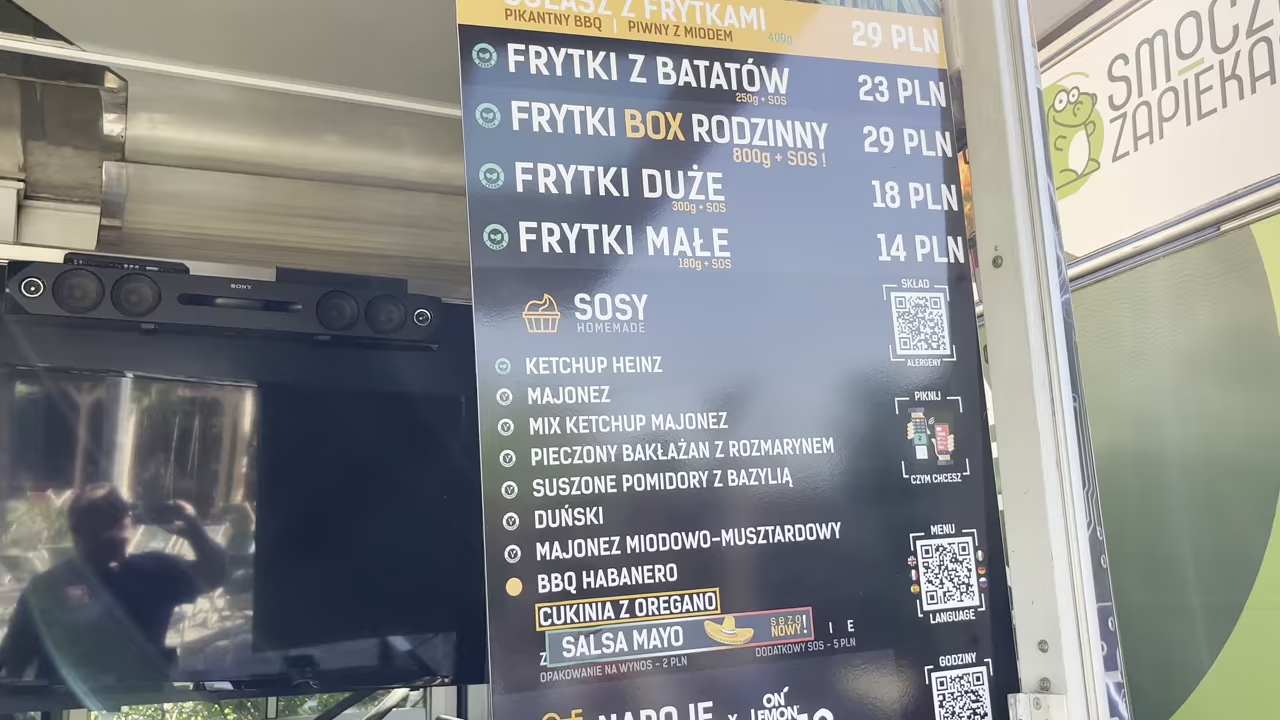 Z FRYTKAMI
PIKANTNY BBQ | PIWNY Z MIODEM 400g
29 PLN
FRYTKI Z BATATÓW 23 PLN
250g + SOS
FRYTKI BOX RODZINNY 29 PLN
800g + SOS !
FRYTKI DUŻE 18 PLN
300g + SOS
FRYTKI MAŁE 14 PLN
180g + SOS
SOSY
HOMEMADE
KETCHUP HEINZ
MAJONEZ
MIX KETCHUP MAJONEZ
PIECZONY BAKŁAŻAN Z ROZMARYNEM
SUSZONE POMIDORY Z BAZYLIĄ
DUŃSKI
MAJONEZ MIODOWO-MUSZTARDOWY
BBQ HABANERO
CUKINIA Z OREGANO
SALSA MAYO
NOWY!
OPAKOWANIE NA WYNOS - 2 PLN
DODATKOWY SOS - 5 PLN
NAPOJE x ON LEMON
SKŁAD
ALERGENY
PIKNIJ
CZYM CHCESZ
MENU
LANGUAGE
GODZINY
SONY
SMOCZ
ZAPIEKA